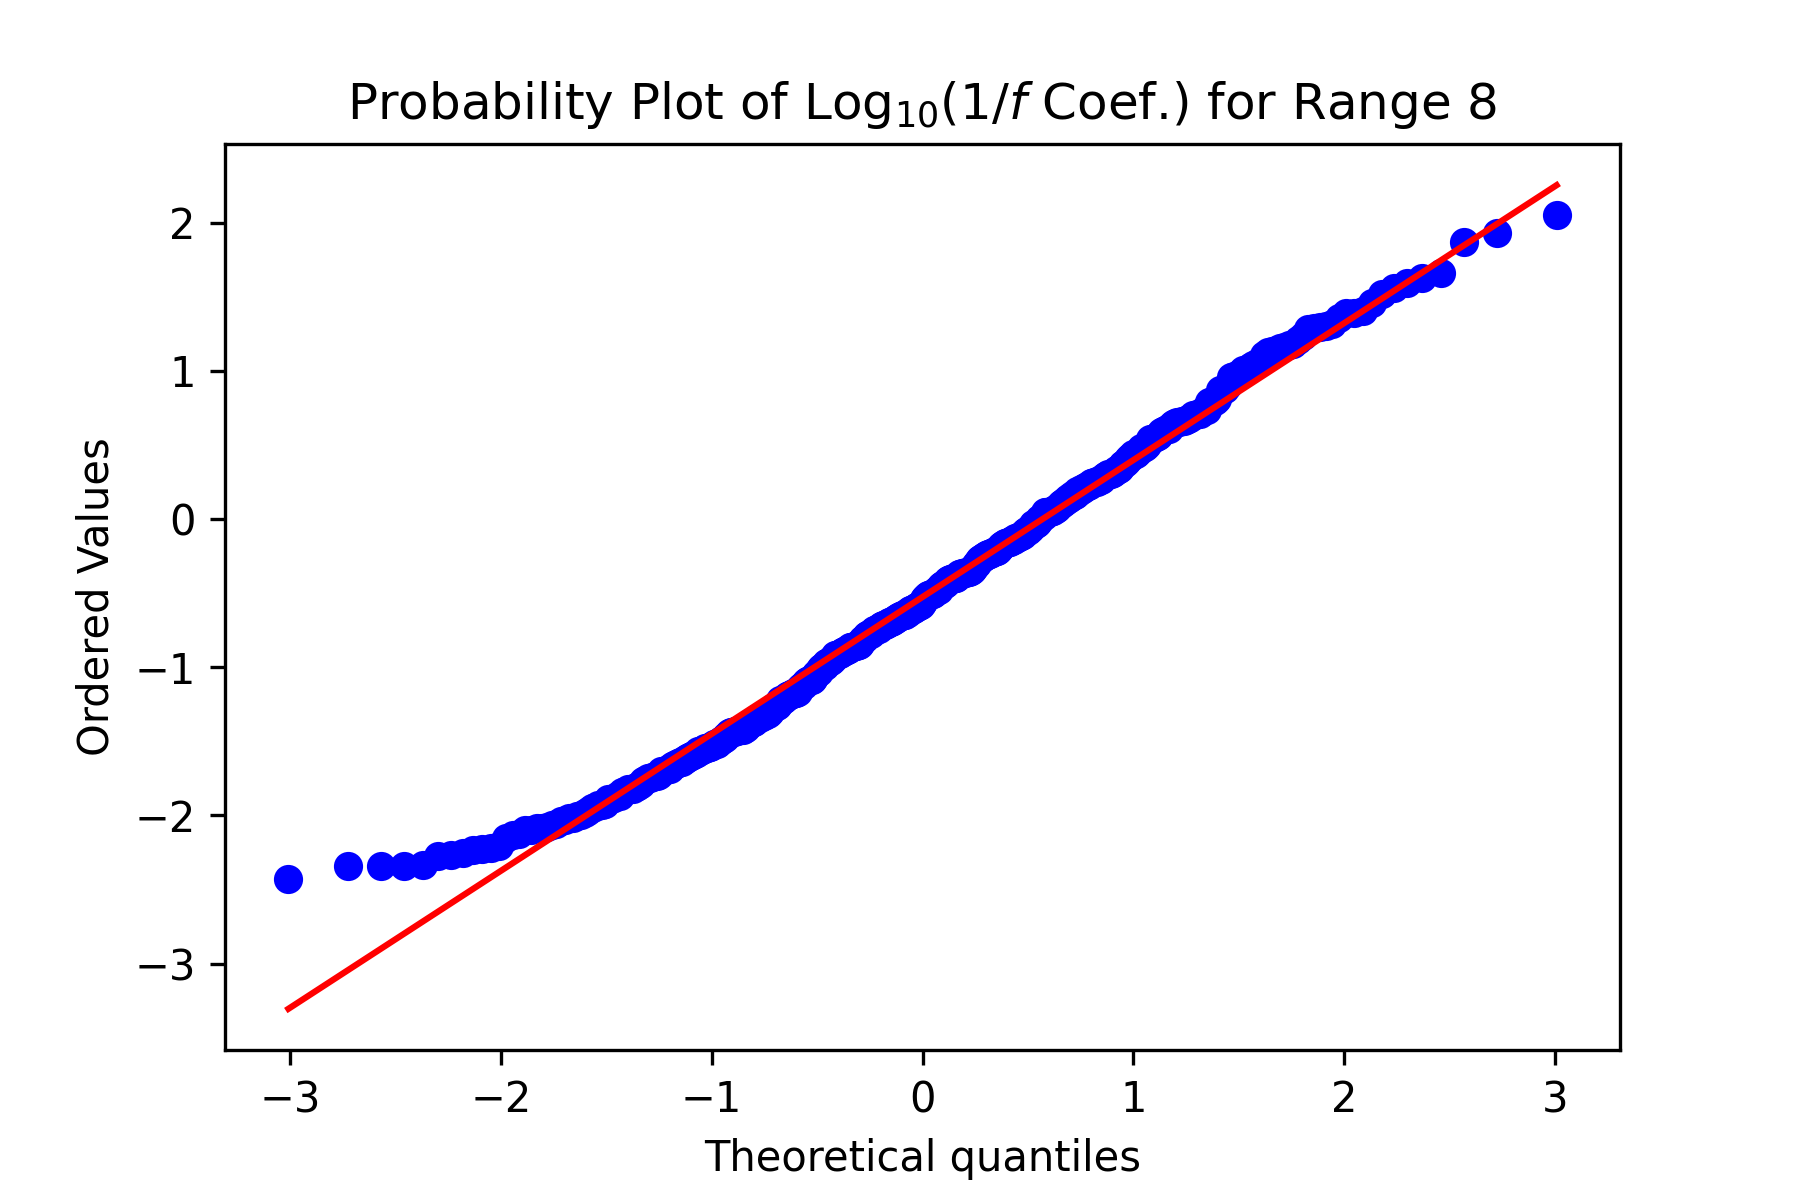 Probability Plot of Log₁₀(1/f Coef.) for Range 8
2
1
0
−1
−2
−3
Ordered Values
−3 −2 −1 0 1 2 3
Theoretical quantiles